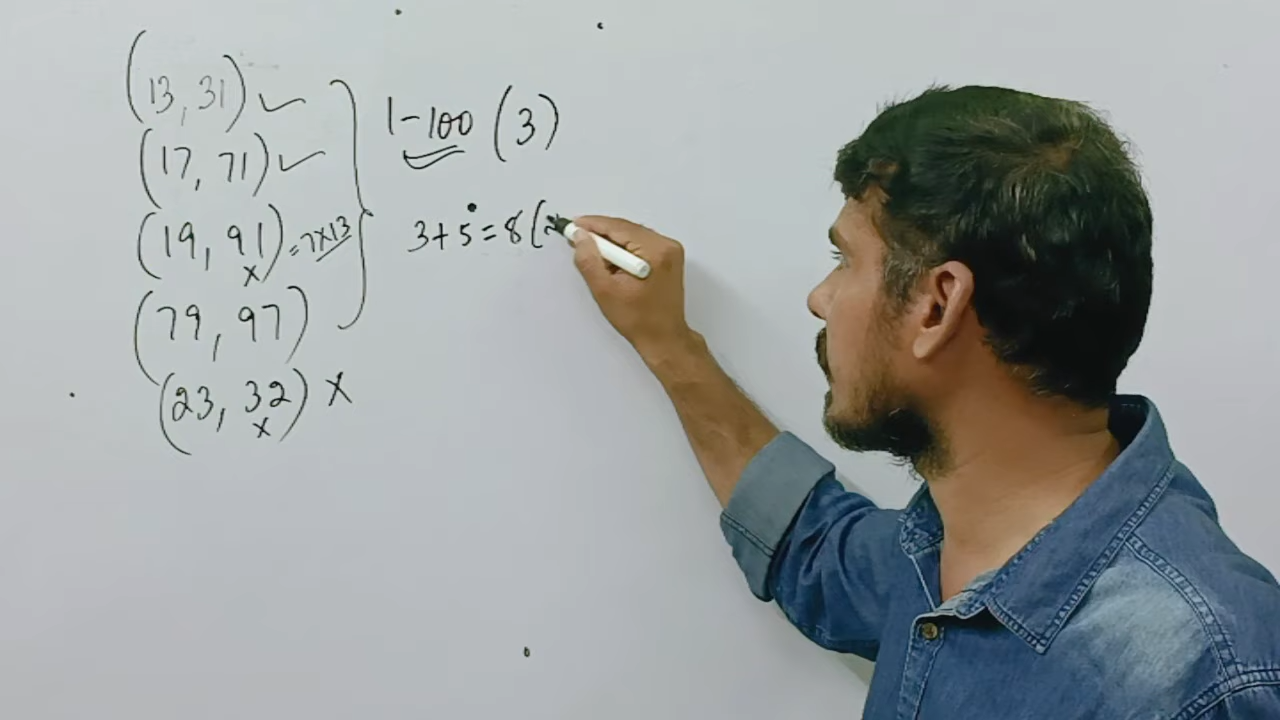 (13, 31) ✓
(17, 71) ✓
(19, 91) = 7×13
x
(79, 97)
(23, 32) X
x
1-100 (3)
3+5=8(